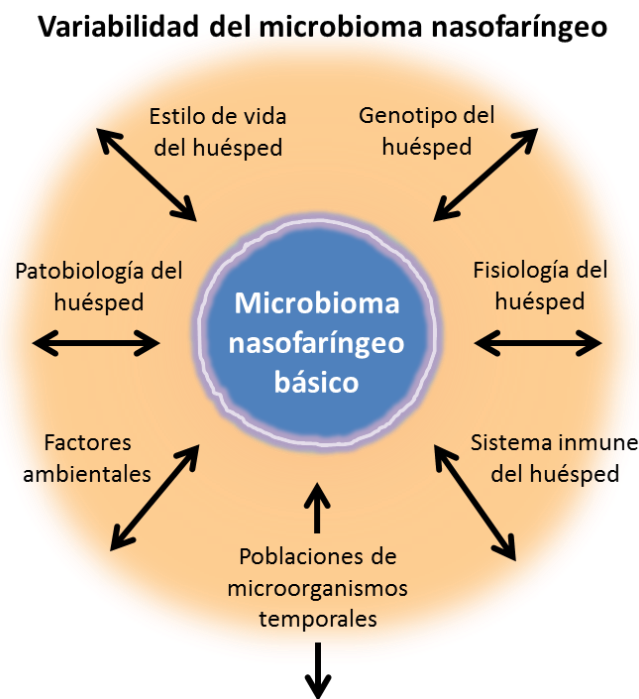 Variabilidad del microbioma nasofaríngeo
Estilo de vida
del huésped
Genotipo del
huésped
Patobiología del
huésped
Microbioma
nasofaríngeo
básico
Fisiología del
huésped
Factores
ambientales
Sistema inmune
del huésped
Poblaciones de
microorganismos
temporales